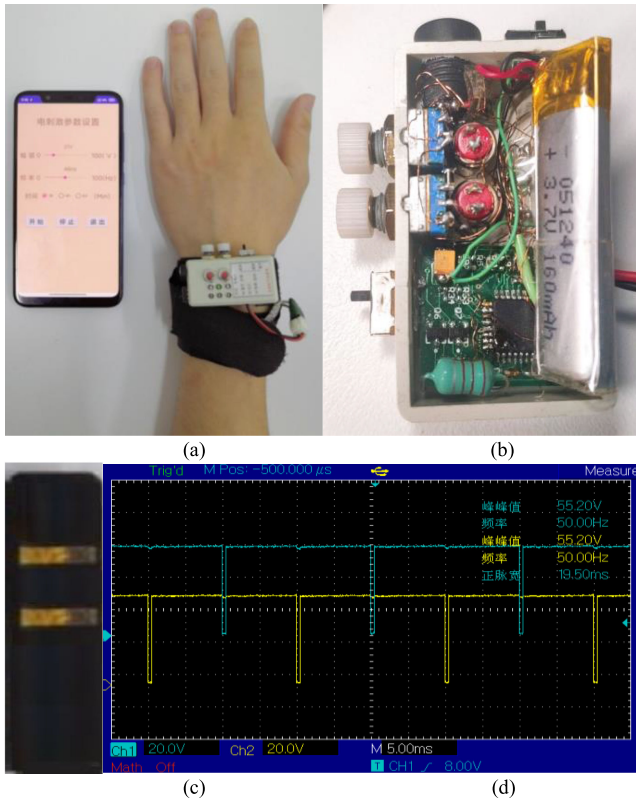 电刺激参数设置
开始 停止 退出
- 051240
+ 3.7V 160mAh
(a)
(b)
Trig'd M Pos: -500.000μs Measure
峰峰值 55.20V
频率 50.00Hz
峰峰值 55.20V
频率 50.00Hz
正脉宽 19.50ms
Ch1 20.0V Ch2 20.0V M 5.00ms
Math Off T CH1 8.00V
(c)
(d)